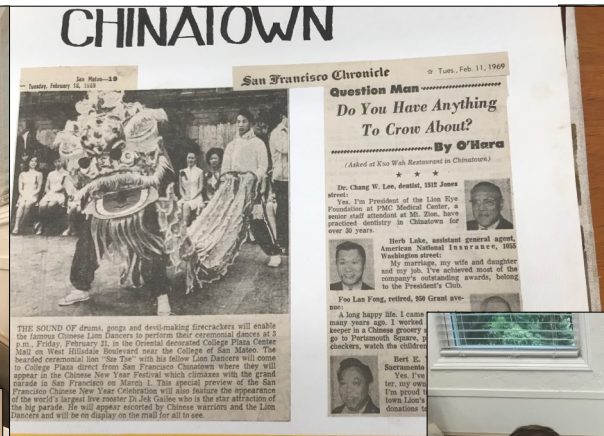 CHINATOWN
San Mateo—19
— Tuesday, February 18, 1969
THE SOUND OF drums, gongs and devil-making firecrackers will enable
the famous Chinese Lion Dancers to perform their ceremonial dances at 3
p.m., Friday, February 21, in the Oriental decorated College Plaza Center
Mall on West Hillsdale Boulevard near the College of San Mateo. The
bearded ceremonial lion "Sze Tse" with his fellow Lion Dancers will come
to College Plaza direct from San Francisco Chinatown where they will
appear in the Chinese New Year Festival which climaxes with the grand
parade in San Francisco on March 1. This special preview of the San
Francisco Chinese New Year Celebration will also feature the appearance
of the world's largest live rooster Di Jek Gailee who is the star attraction of
the big parade. He will appear escorted by Chinese warriors and the Lion
Dancers and will be on display on the mall for all to see.
San Francisco Chronicle ☆ Tues., Feb. 11, 1969
Question Man
Do You Have Anything
To Crow About?
By O'Hara
(Asked at Kuo Wah Restaurant in Chinatown.)
★ ★ ★
Dr. Chang W. Lee, dentist, 1512 Jones
street:
Yes. I'm President of the Lion Eye
Foundation at PMC Medical Center, a
senior staff attendant at Mt. Zion, have
practiced dentistry in Chinatown for
over 50 years.
Herb Luke, assistant general agent,
American National Insurance, 1055
Washington street:
My marriage, my wife and daughter
and my job. I've achieved most of the
company's outstanding awards, belong
to the President's Club.
Foo Lan Fong, retired, 950 Grant ave-
nue:
A long happy life. I came
many years ago. I worked
keeper in a Chinese grocery s
go to Portsmouth Square, p
checkers, watch the children
Bert E.
Sacramento
Yes. I've
ter, my own
I'm proud
town Lion's
donations to